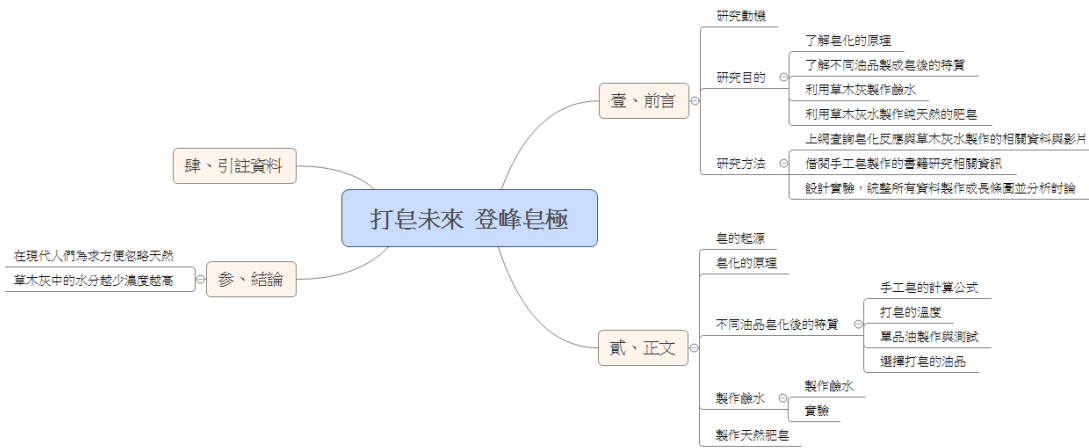 打皂未來 登峰皂極
壹、前言
研究動機
研究目的
了解皂化的原理
了解不同油品製成皂後的特質
利用草木灰製作鹼水
利用草木灰水製作純天然的肥皂
研究方法
上網查詢皂化反應與草木灰水製作的相關資料與影片
借閱手工皂製作的書籍研究相關資訊
設計實驗，統整所有資料製作成長條圖並分析討論
貳、正文
皂的起源
皂化的原理
不同油品皂化後的特質
手工皂的計算公式
打皂的溫度
單品油製作與測試
選擇打皂的油品
製作鹼水
製作鹼水
實驗
製作天然肥皂
参、結論
在現代人們為求方便忽略天然
草木灰中的水分越少濃度越高
肆、引註資料